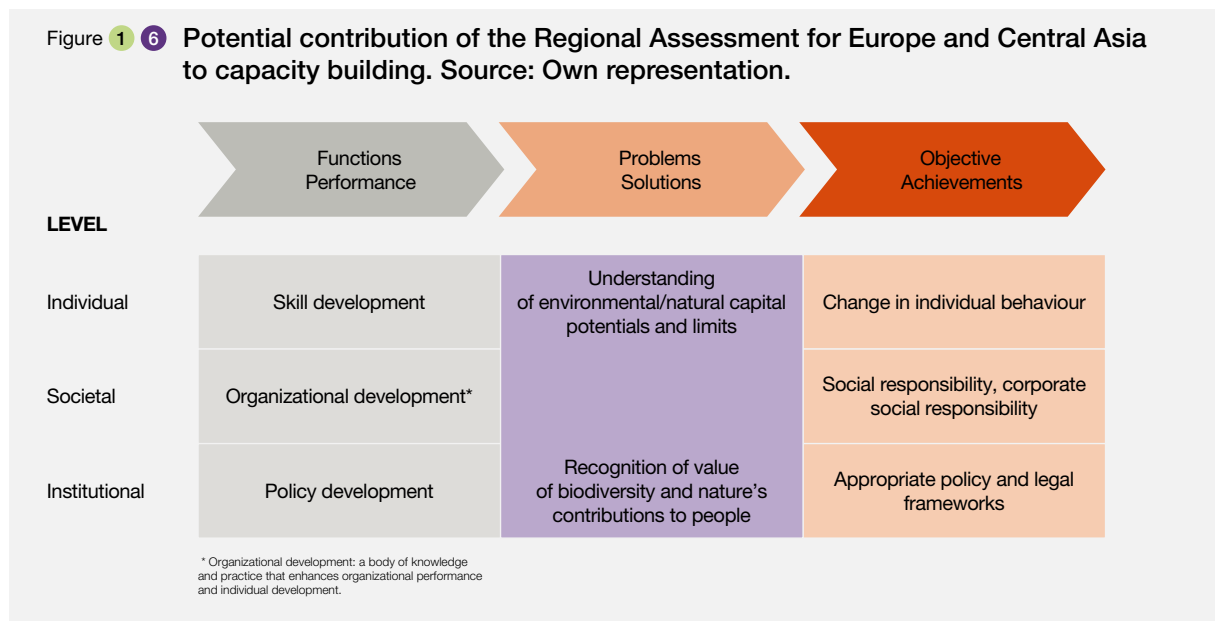 Figure 1 6 Potential contribution of the Regional Assessment for Europe and Central Asia
to capacity building. Source: Own representation.
Functions
Performance
Problems
Solutions
Objective
Achievements
LEVEL
Individual
Skill development
Understanding
of environmental/natural capital
potentials and limits
Change in individual behaviour
Societal
Organizational development*
Social responsibility, corporate
social responsibility
Institutional
Policy development
Recognition of value
of biodiversity and nature's
contributions to people
Appropriate policy and legal
frameworks
* Organizational development: a body of knowledge
and practice that enhances organizational performance
and individual development.